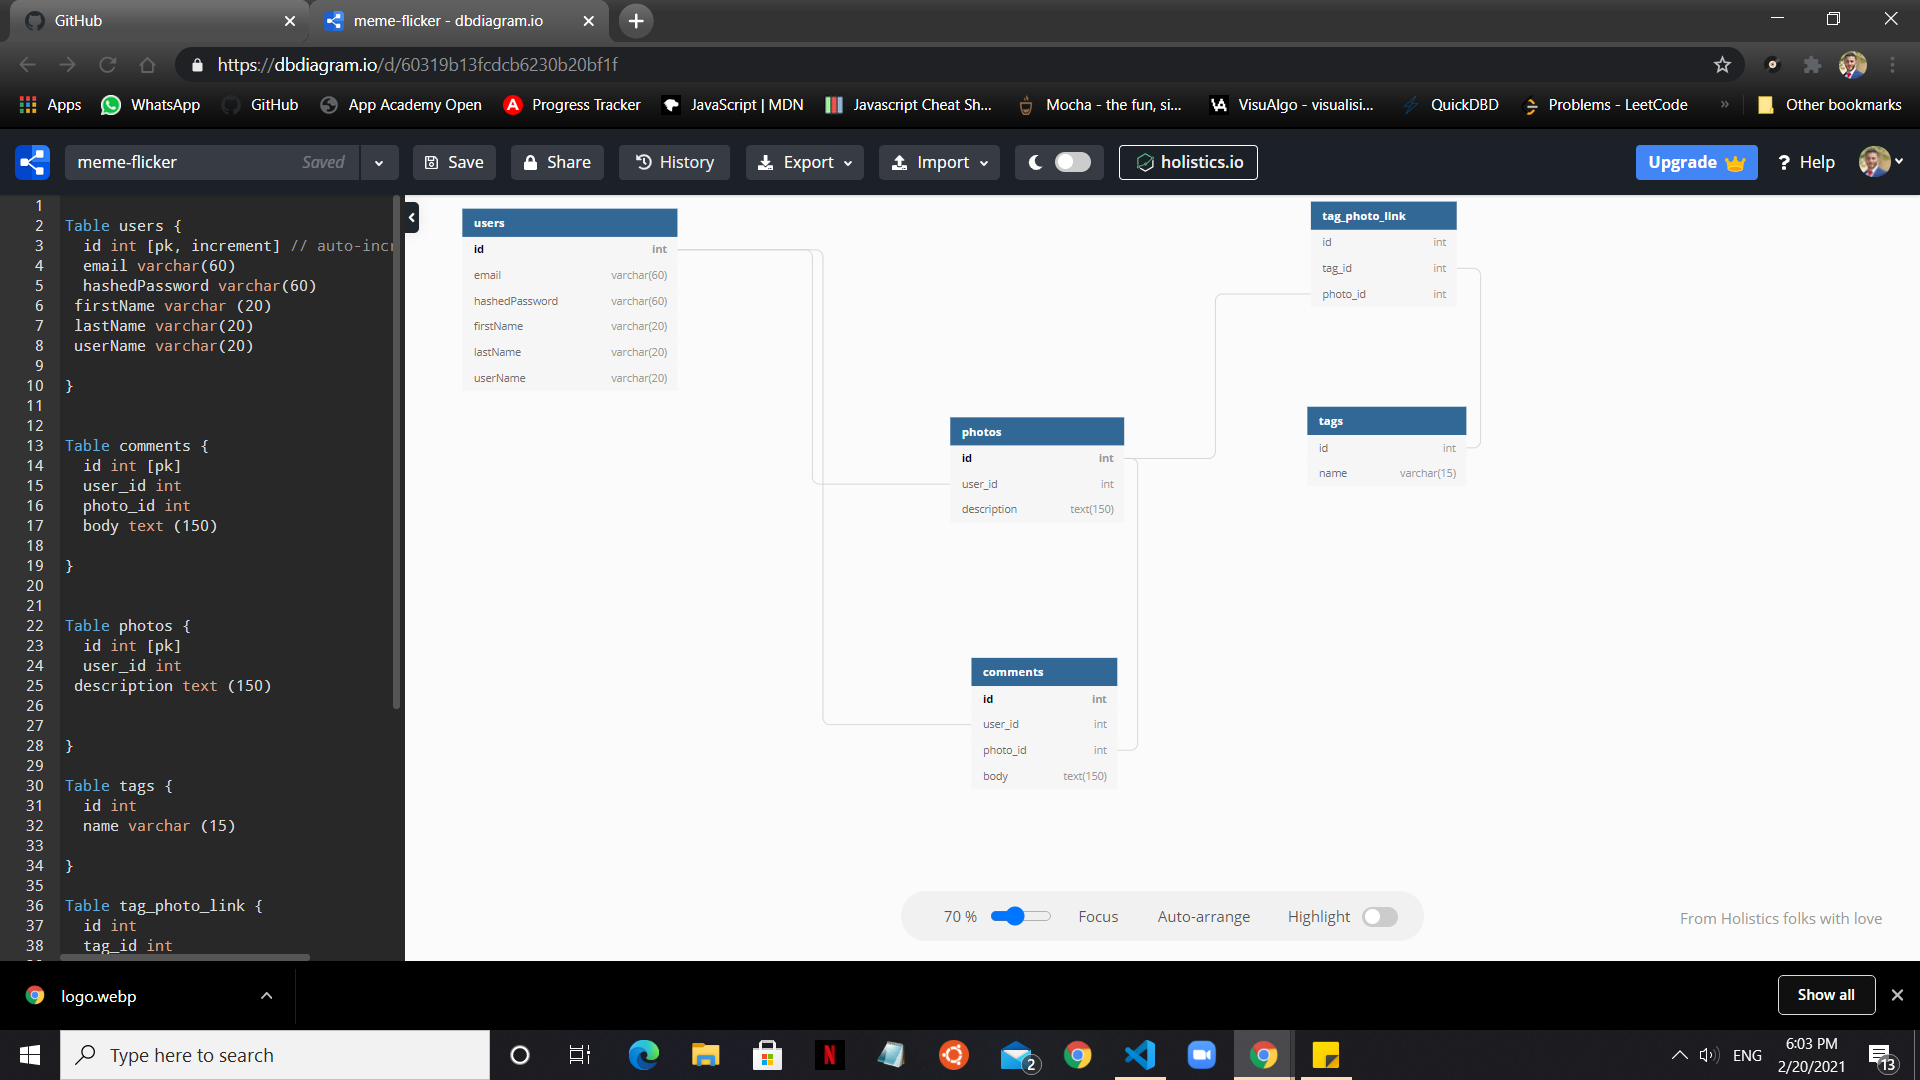 GitHub
meme-flicker - dbdiagram.io
https://dbdiagram.io/d/60319b13fcdcb6230b20bf1f
Apps WhatsApp GitHub App Academy Open Progress Tracker JavaScript | MDN Javascript Cheat Sh... Mocha - the fun, si... VisuAlgo - visualisi... QuickDBD Problems - LeetCode » Other bookmarks
meme-flicker Saved Save Share History Export Import holistics.io Upgrade ? Help
1
2 Table users {
3 id int [pk, increment] // auto-incr
4 email varchar(60)
5 hashedPassword varchar(60)
6 firstName varchar (20)
7 lastName varchar(20)
8 userName varchar(20)
9
10 }
11
12
13 Table comments {
14 id int [pk]
15 user_id int
16 photo_id int
17 body text (150)
18
19 }
20
21
22 Table photos {
23 id int [pk]
24 user_id int
25 description text (150)
26
27
28 }
29
30 Table tags {
31 id int
32 name varchar (15)
33
34 }
35
36 Table tag_photo_link {
37 id int
38 tag_id int
users
id int
email varchar(60)
hashedPassword varchar(60)
firstName varchar(20)
lastName varchar(20)
userName varchar(20)
tag_photo_link
id int
tag_id int
photo_id int
photos
id int
user_id int
description text(150)
tags
id int
name varchar(15)
comments
id int
user_id int
photo_id int
body text(150)
70 % Focus Auto-arrange Highlight
From Holistics folks with love
logo.webp
Show all
Type here to search
2
ENG
6:03 PM
2/20/2021
13